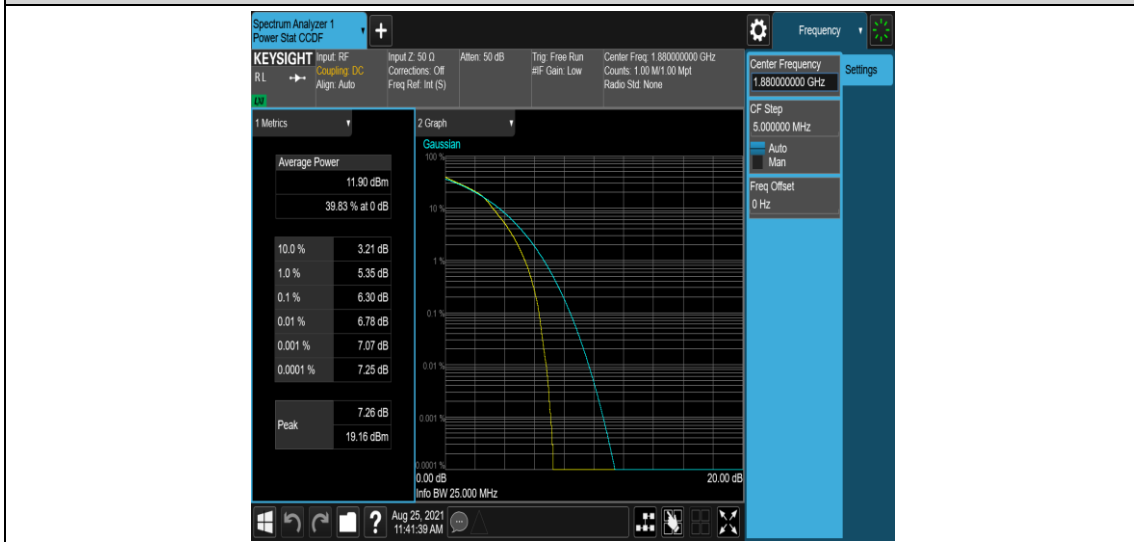 Spectrum Analyzer 1
Power Stat CCDF
Frequency
KEYSIGHT
RL
LXI
Input: RF
Coupling: DC
Align: Auto
Input Z: 50 Ω
Corrections: Off
Freq Ref: Int (S)
Atten: 50 dB
Trig: Free Run
#IF Gain: Low
Center Freq: 1.880000000 GHz
Counts: 1.00 M/1.00 Mpt
Radio Std: None
Center Frequency
1.880000000 GHz
Settings
CF Step
5.000000 MHz
Auto
Man
Freq Offset
0 Hz
1 Metrics
Average Power
11.90 dBm
39.83 % at 0 dB
10.0 % 3.21 dB
1.0 % 5.35 dB
0.1 % 6.30 dB
0.01 % 6.78 dB
0.001 % 7.07 dB
0.0001 % 7.25 dB
Peak 7.26 dB
19.16 dBm
2 Graph
Gaussian
100 %
10 %
1 %
0.1 %
0.01 %
0.001 %
0.0001 %
0.00 dB 20.00 dB
Info BW 25.000 MHz
?
Aug 25, 2021
11:41:39 AM